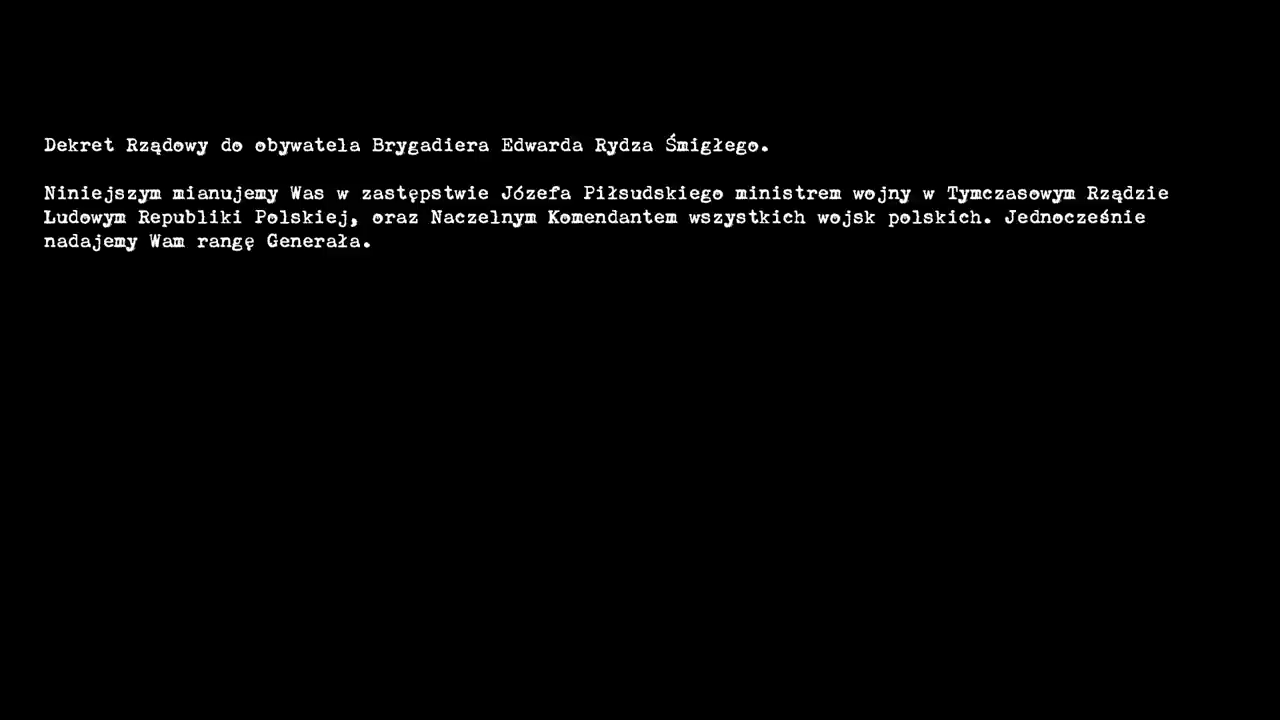 Dekret Rządowy do obywatela Brygadiera Edwarda Rydza Śmigłego.
Niniejszym mianujemy Was w zastępstwie Józefa Piłsudskiego ministrem wojny w Tymczasowym Rządzie
Ludowym Republiki Polskiej, oraz Naczelnym Komendantem wszystkich wojsk polskich. Jednocześnie
nadajemy Wam rangę Generała.